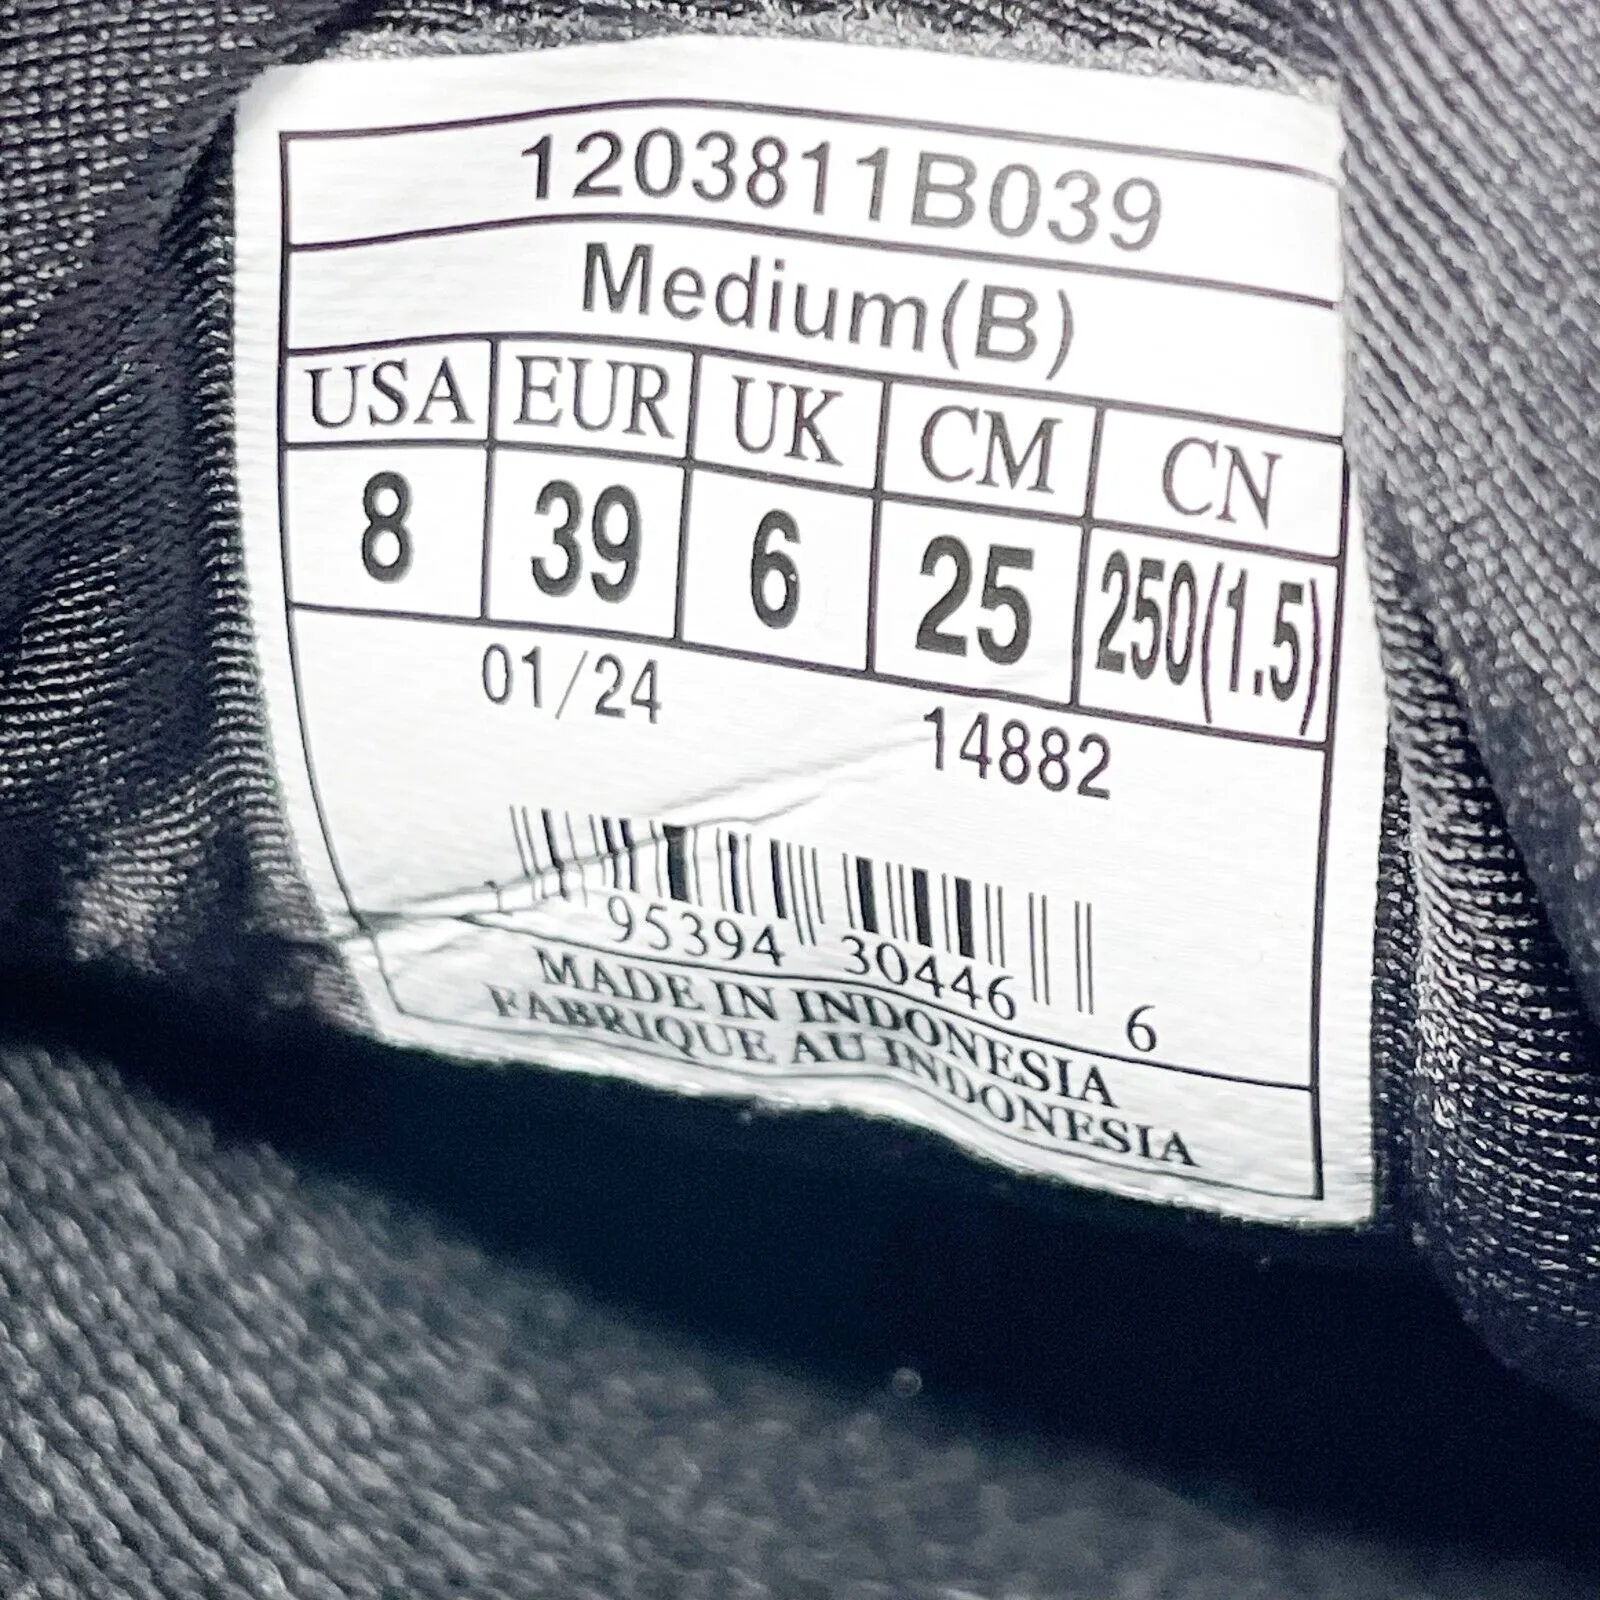 1203811B039
Medium(B)
USA EUR UK CM CN
8 39 6 25 250(1.5)
01/24 14882
95394 30446 6
MADE IN INDONESIA
FABRIQUE AU INDONESIA